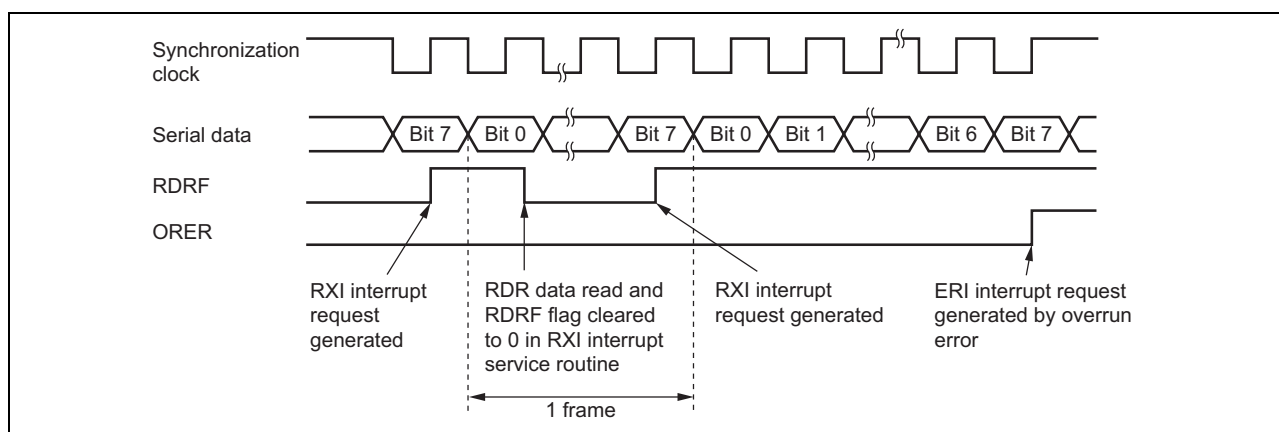 Synchronization
clock
Serial data
Bit 7
Bit 0
Bit 7
Bit 0
Bit 1
Bit 6
Bit 7
RDRF
ORER
RXI interrupt
request
generated
RDR data read and
RDRF flag cleared
to 0 in RXI interrupt
service routine
RXI interrupt
request generated
ERI interrupt request
generated by overrun
error
1 frame